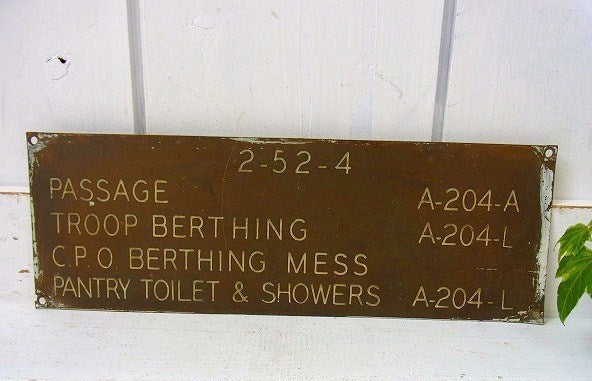 2-52-4
PASSAGE A-204-A
TROOP BERTHING A-204-L
C.P.O. BERTHING MESS
PANTRY TOILET & SHOWERS A-204-L